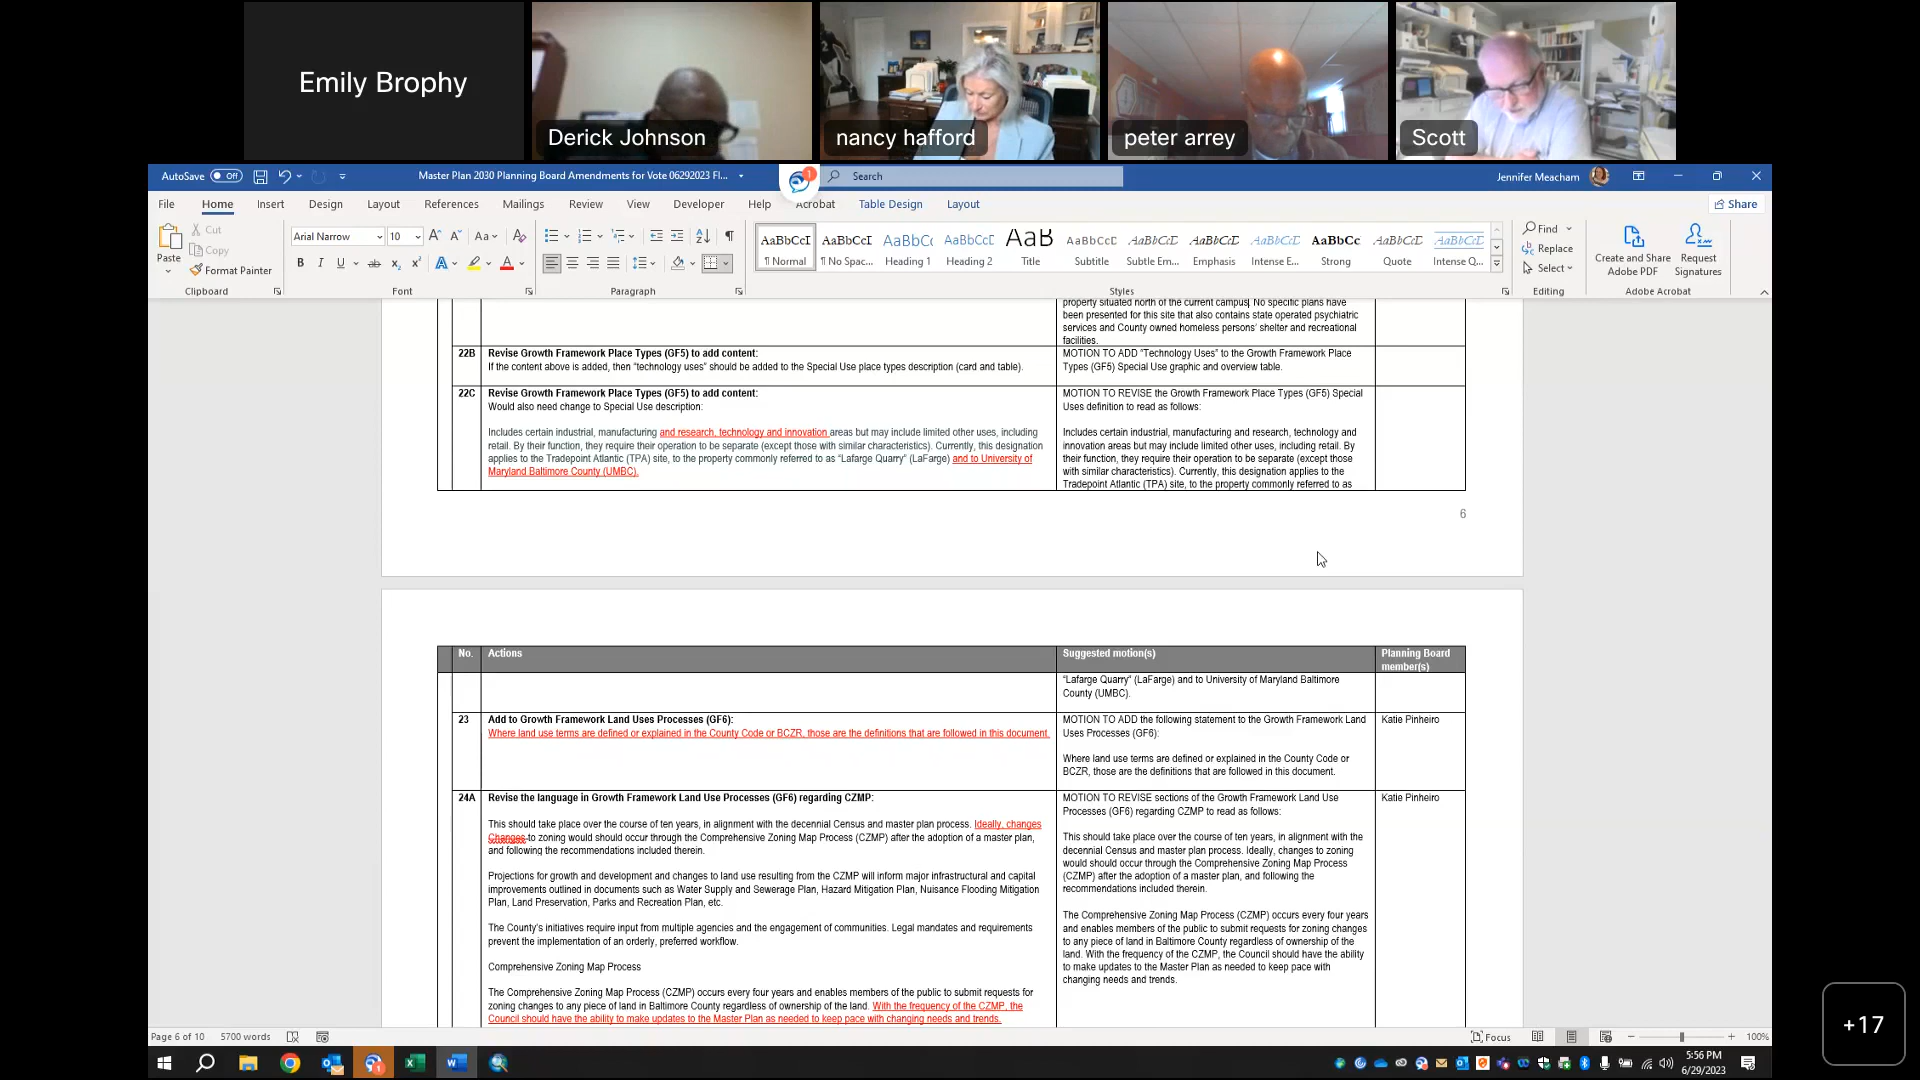 Emily Brophy
Derick Johnson
nancy hafford
peter arrey
Scott
AutoSave Off
Master Plan 2030 Planning Board Amendments for Vote 06292023 Fl...
1
Search
Jennifer Meacham
File Home Insert Design Layout References Mailings Review View Developer Help Acrobat Table Design Layout
Share
Paste
Cut
Copy
Format Painter
Clipboard
Arial Narrow 10
Font
Paragraph
AaBbCcI AaBbCcI AaBbCc AaBbCcD AaB AaBbCcD AaBbCcD AaBbCcD AaBbCcD AaBbCc AaBbCcD AaBbCcD
¶ Normal ¶ No Spac... Heading 1 Heading 2 Title Subtitle Subtle Em... Emphasis Intense E... Strong Quote Intense Q...
Styles
Find
Replace
Select
Editing
Create and Share
Adobe PDF
Request
Signatures
Adobe Acrobat
property situated north of the current campus. No specific plans have
been presented for this site that also contains state operated psychiatric
services and County owned homeless persons' shelter and recreational
facilities.
22B
Revise Growth Framework Place Types (GF5) to add content:
If the content above is added, then "technology uses" should be added to the Special Use place types description (card and table).
MOTION TO ADD "Technology Uses" to the Growth Framework Place
Types (GF5) Special Use graphic and overview table.
22C
Revise Growth Framework Place Types (GF5) to add content:
Would also need change to Special Use description:
Includes certain industrial, manufacturing and research, technology and innovation areas but may include limited other uses, including
retail. By their function, they require their operation to be separate (except those with similar characteristics). Currently, this designation
applies to the Tradepoint Atlantic (TPA) site, to the property commonly referred to as "Lafarge Quarry" (LaFarge) and to University of
Maryland Baltimore County (UMBC).
MOTION TO REVISE the Growth Framework Place Types (GF5) Special
Uses definition to read as follows:
Includes certain industrial, manufacturing and research, technology and
innovation areas but may include limited other uses, including retail. By
their function, they require their operation to be separate (except those
with similar characteristics). Currently, this designation applies to the
Tradepoint Atlantic (TPA) site, to the property commonly referred to as
6
No. Actions Suggested motion(s) Planning Board
member(s)
"Lafarge Quarry" (LaFarge) and to University of Maryland Baltimore
County (UMBC).
23
Add to Growth Framework Land Uses Processes (GF6):
Where land use terms are defined or explained in the County Code or BCZR, those are the definitions that are followed in this document.
MOTION TO ADD the following statement to the Growth Framework Land
Uses Processes (GF6):
Where land use terms are defined or explained in the County Code or
BCZR, those are the definitions that are followed in this document.
Katie Pinheiro
24A
Revise the language in Growth Framework Land Use Processes (GF6) regarding CZMP:
This should take place over the course of ten years, in alignment with the decennial Census and master plan process. Ideally, changes
Changes to zoning would should occur through the Comprehensive Zoning Map Process (CZMP) after the adoption of a master plan,
and following the recommendations included therein.
Projections for growth and development and changes to land use resulting from the CZMP will inform major infrastructural and capital
improvements outlined in documents such as Water Supply and Sewerage Plan, Hazard Mitigation Plan, Nuisance Flooding Mitigation
Plan, Land Preservation, Parks and Recreation Plan, etc.
The County's initiatives require input from multiple agencies and the engagement of communities. Legal mandates and requirements
prevent the implementation of an orderly, preferred workflow.
Comprehensive Zoning Map Process
The Comprehensive Zoning Map Process (CZMP) occurs every four years and enables members of the public to submit requests for
zoning changes to any piece of land in Baltimore County regardless of ownership of the land. With the frequency of the CZMP, the
Council should have the ability to make updates to the Master Plan as needed to keep pace with changing needs and trends.
MOTION TO REVISE sections of the Growth Framework Land Use
Processes (GF6) regarding CZMP to read as follows:
This should take place over the course of ten years, in alignment with the
decennial Census and master plan process. Ideally, changes to zoning
would should occur through the Comprehensive Zoning Map Process
(CZMP) after the adoption of a master plan, and following the
recommendations included therein.
The Comprehensive Zoning Map Process (CZMP) occurs every four years
and enables members of the public to submit requests for zoning changes
to any piece of land in Baltimore County regardless of ownership of the
land. With the frequency of the CZMP, the Council should have the ability
to make updates to the Master Plan as needed to keep pace with
changing needs and trends.
Katie Pinheiro
+17
Page 6 of 10 5700 words
Focus
100%
5:56 PM
6/29/2023